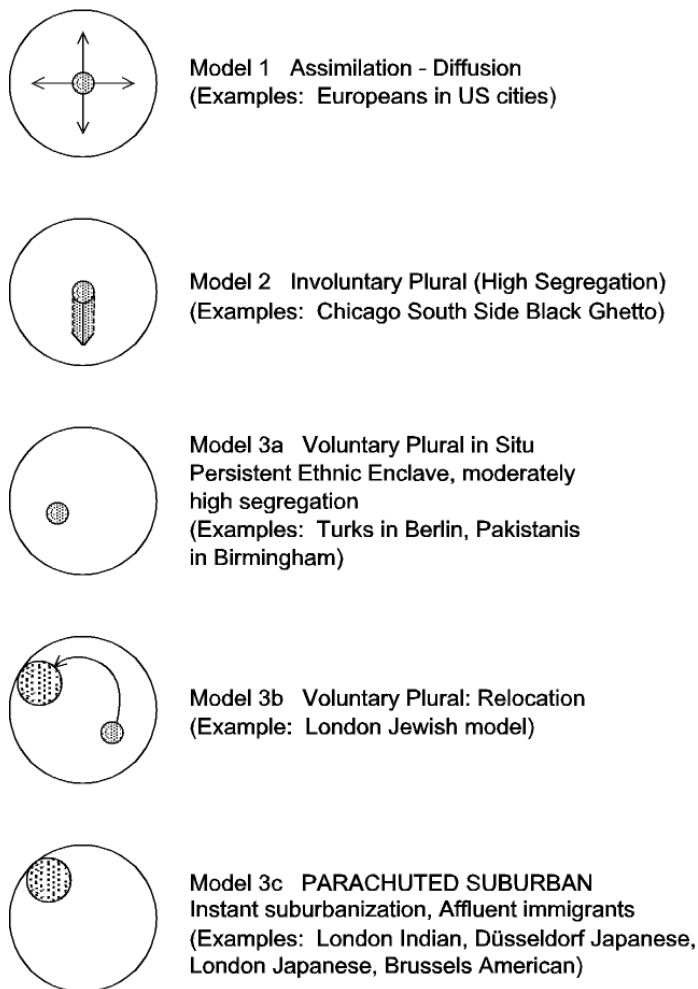 Model 1 Assimilation - Diffusion
(Examples: Europeans in US cities)
Model 2 Involuntary Plural (High Segregation)
(Examples: Chicago South Side Black Ghetto)
Model 3a Voluntary Plural in Situ
Persistent Ethnic Enclave, moderately
high segregation
(Examples: Turks in Berlin, Pakistanis
in Birmingham)
Model 3b Voluntary Plural: Relocation
(Example: London Jewish model)
Model 3c PARACHUTED SUBURBAN
Instant suburbanization, Affluent immigrants
(Examples: London Indian, Düsseldorf Japanese,
London Japanese, Brussels American)